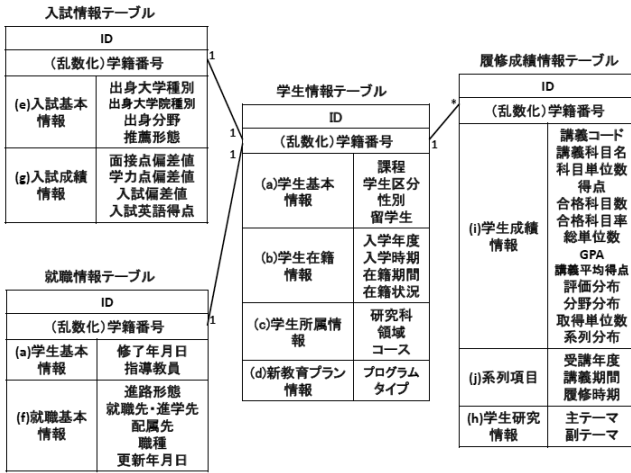 入試情報テーブル
ID
(乱数化)学籍番号
(e)入試基本
情報
出身大学種別
出身大学院種別
出身分野
推薦形態
(g)入試成績
情報
面接点偏差値
学力点偏差値
入試偏差値
入試英語得点
就職情報テーブル
ID
(乱数化)学籍番号
(a)学生基本
情報
修了年月日
指導教員
(f)就職基本
情報
進路形態
就職先・進学先
配属先
職種
更新年月日
1
1
1
1
学生情報テーブル
ID
(乱数化)学籍番号
(a)学生基本
情報
課程
学生区分
性別
留学生
(b)学生在籍
情報
入学年度
入学時期
在籍期間
在籍状況
(c)学生所属情
報
研究科
領域
コース
(d)新教育プラン
情報
プログラム
タイプ
1
*
履修成績情報テーブル
ID
(乱数化)学籍番号
(i)学生成績
情報
講義コード
講義科目名
科目単位数
得点
合格科目数
合格科目率
総単位数
GPA
講義平均得点
評価分布
分野分布
取得単位数
系列分布
(j)系列項目
受講年度
講義期間
履修時期
(h)学生研究
情報
主テーマ
副テーマ